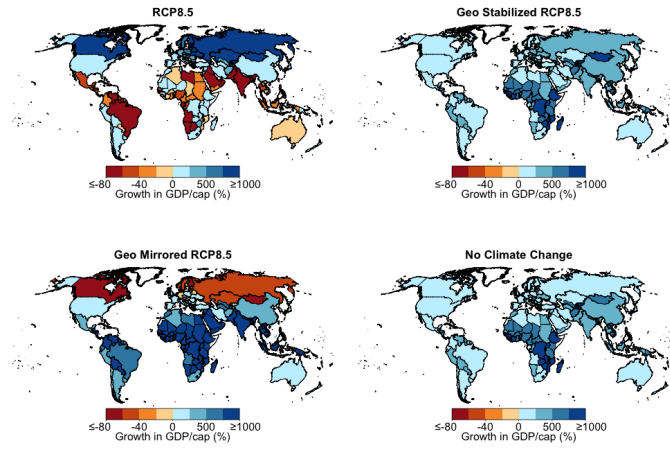 RCP8.5
Geo Stabilized RCP8.5
≤-80 -40 0 500 ≥1000
Growth in GDP/cap (%)
≤-80 -40 0 500 ≥1000
Growth in GDP/cap (%)
Geo Mirrored RCP8.5
No Climate Change
≤-80 -40 0 500 ≥1000
Growth in GDP/cap (%)
≤-80 -40 0 500 ≥1000
Growth in GDP/cap (%)